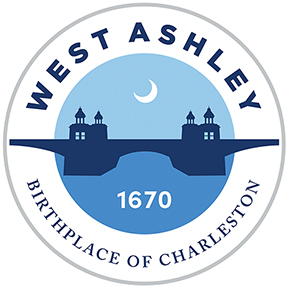 WEST ASHLEY
1670
BIRTHPLACE OF CHARLESTON